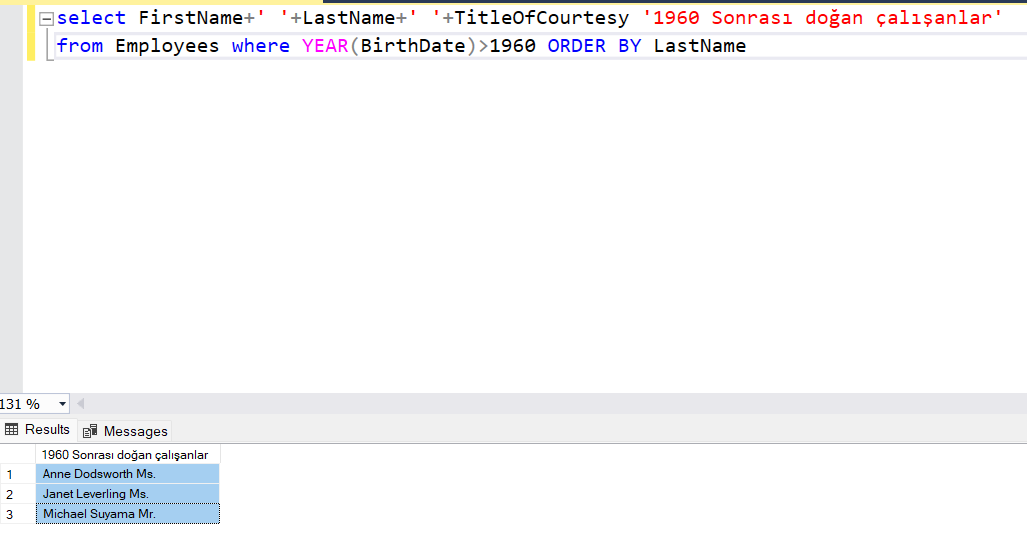 select FirstName+' '+LastName+' '+TitleOfCourtesy '1960 Sonrası doğan çalışanlar'
from Employees where YEAR(BirthDate)>1960 ORDER BY LastName
131 %
Results Messages
1960 Sonrası doğan çalışanlar
1 Anne Dodsworth Ms.
2 Janet Leverling Ms.
3 Michael Suyama Mr.